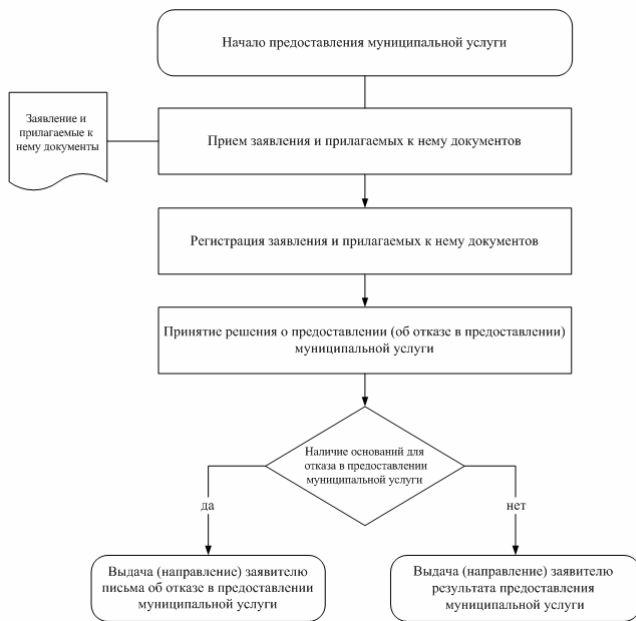 Начало предоставления муниципальной услуги
Заявление и
прилагаемые к
нему документы
Прием заявления и прилагаемых к нему документов
Регистрация заявления и прилагаемых к нему документов
Принятие решения о предоставлении (об отказе в предоставлении)
муниципальной услуги
Наличие оснований для
отказа в предоставлении
муниципальной услуги
да
нет
Выдача (направление) заявителю
письма об отказе в предоставлении
муниципальной услуги
Выдача (направление) заявителю
результата предоставления
муниципальной услуги